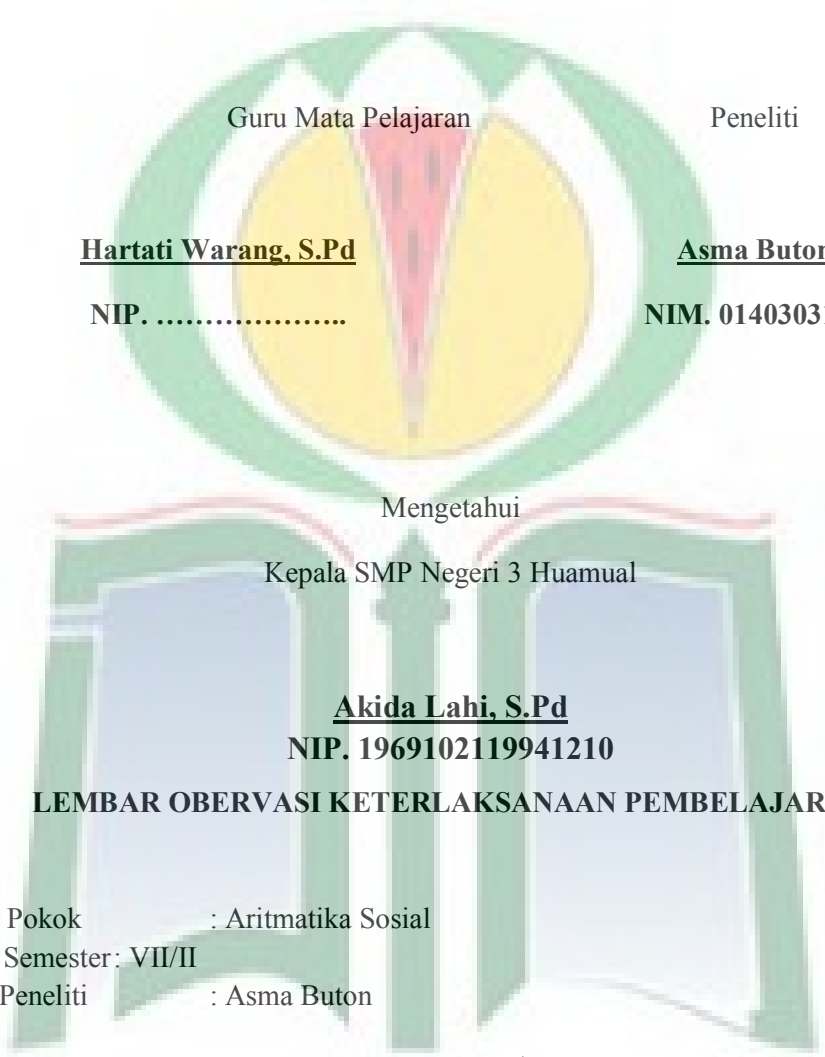 Guru Mata Pelajaran Peneliti
Hartati Warang, S.Pd Asma Buton
NIP. ……………….. NIM. 01403031
Mengetahui
Kepala SMP Negeri 3 Huamual
Akida Lahi, S.Pd
NIP. 1969102119941210
LEMBAR OBERVASI KETERLAKSANAAN PEMBELAJAR
Pokok : Aritmatika Sosial
Semester : VII/II
Peneliti : Asma Buton